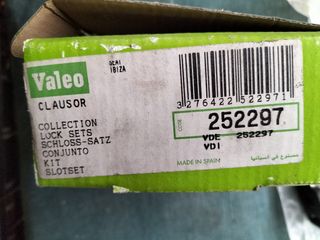 SEAT
IBIZA
Valeo
CLAUSOR
COLLECTION
LOCK SETS
SCHLOSS-SATZ
CONJUNTO
KIT
SLOTSET
3 276422 522971
CODE
252297
VDE 252297
VDI
MADE IN SPAIN
مصنوع في اسبانيا